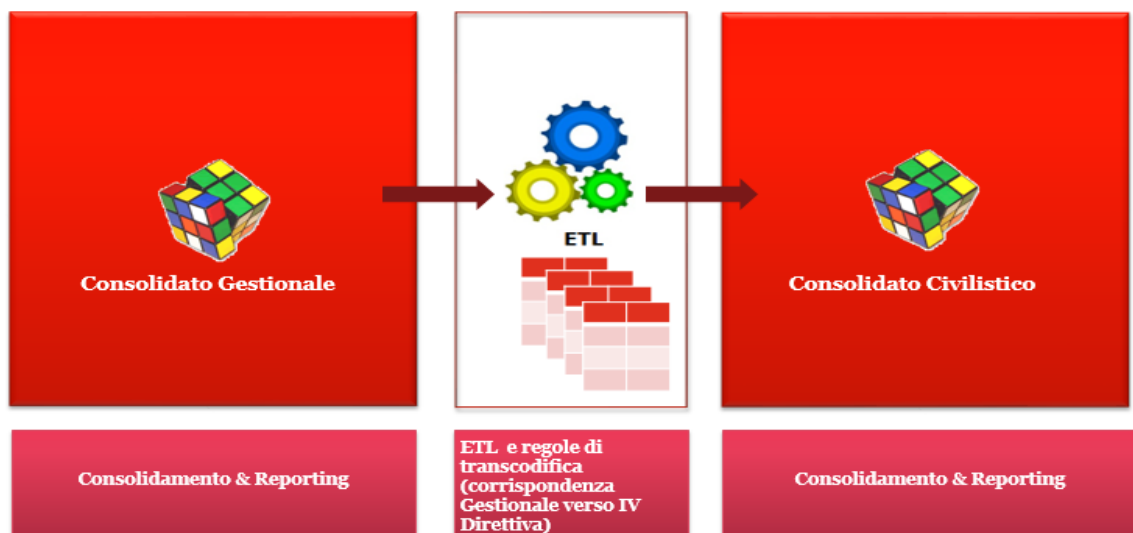 Consolidato Gestionale
ETL
Consolidato Civilistico
Consolidamento & Reporting
ETL e regole di
transcodifica
(corrispondenza
Gestionale verso IV
Direttiva)
Consolidamento & Reporting